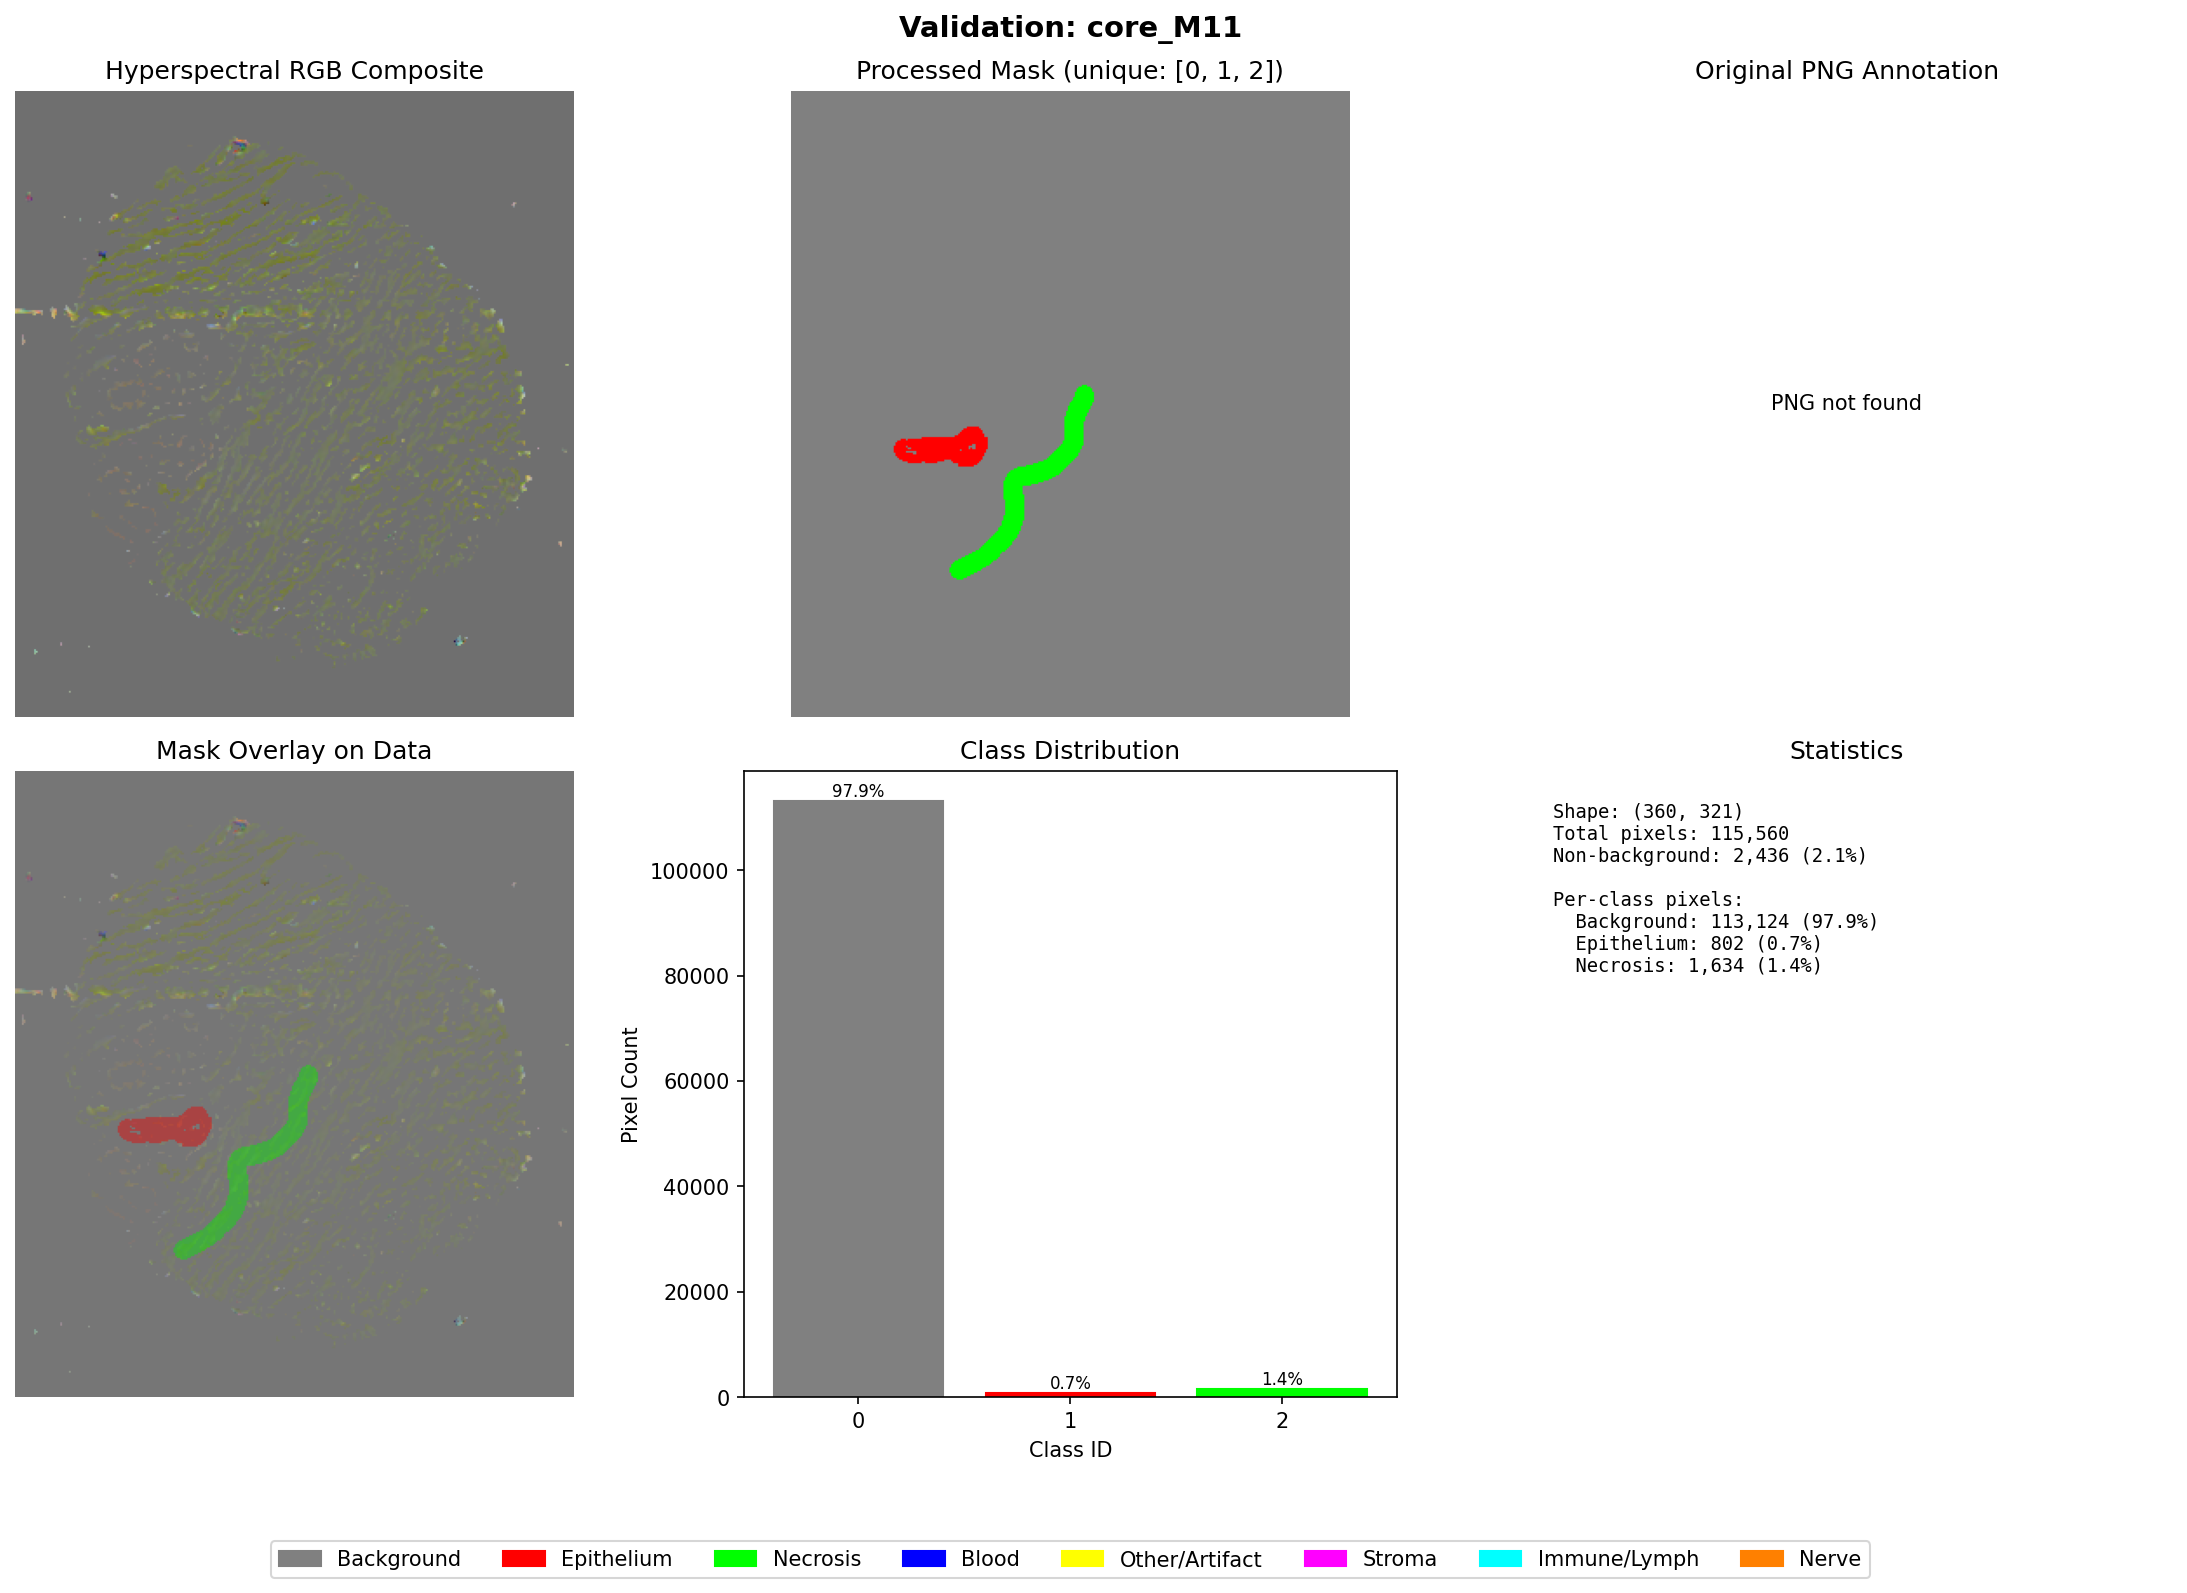 Validation: core_M11
Hyperspectral RGB Composite
Processed Mask (unique: [0, 1, 2])
Original PNG Annotation
PNG not found
Mask Overlay on Data
Class Distribution
97.9%
0.7%
1.4%
100000
80000
60000
40000
20000
0
Pixel Count
0
1
2
Class ID
Statistics
Shape: (360, 321)
Total pixels: 115,560
Non-background: 2,436 (2.1%)
Per-class pixels:
Background: 113,124 (97.9%)
Epithelium: 802 (0.7%)
Necrosis: 1,634 (1.4%)
Background
Epithelium
Necrosis
Blood
Other/Artifact
Stroma
Immune/Lymph
Nerve